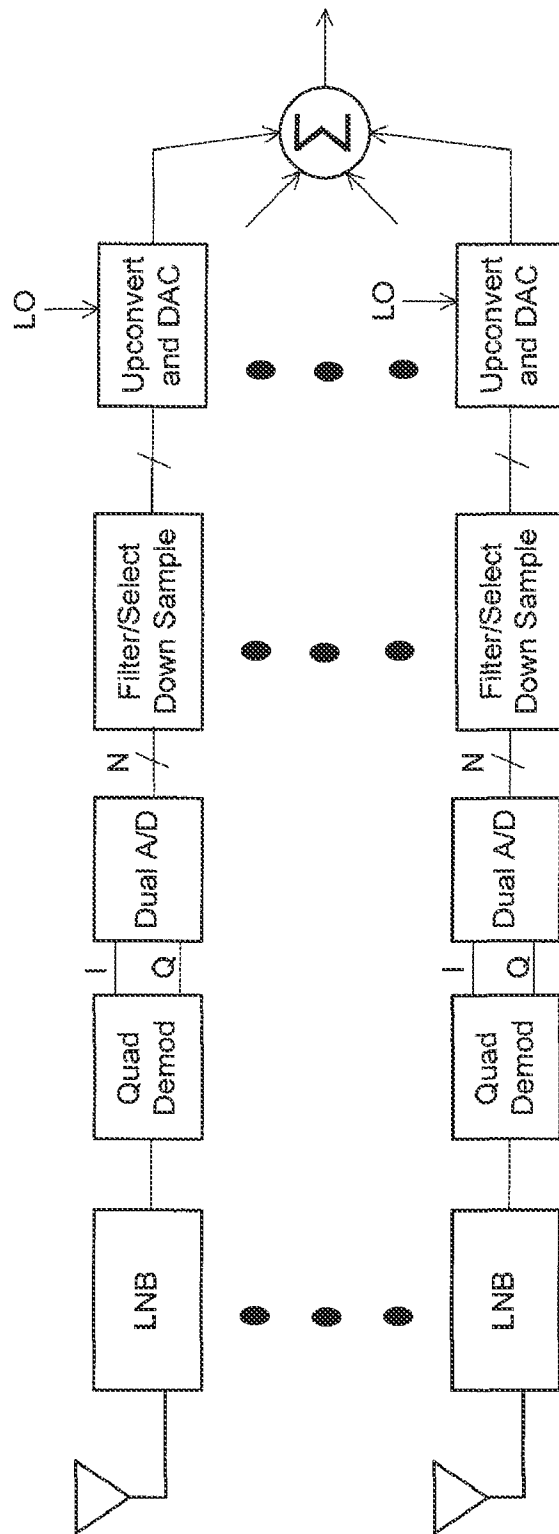 LNB
Quad
Demod
I
Q
Dual A/D
N
Filter/Select
Down Sample
LO
Upconvert
and DAC
Σ
LNB
Quad
Demod
I
Q
Dual A/D
N
Filter/Select
Down Sample
LO
Upconvert
and DAC